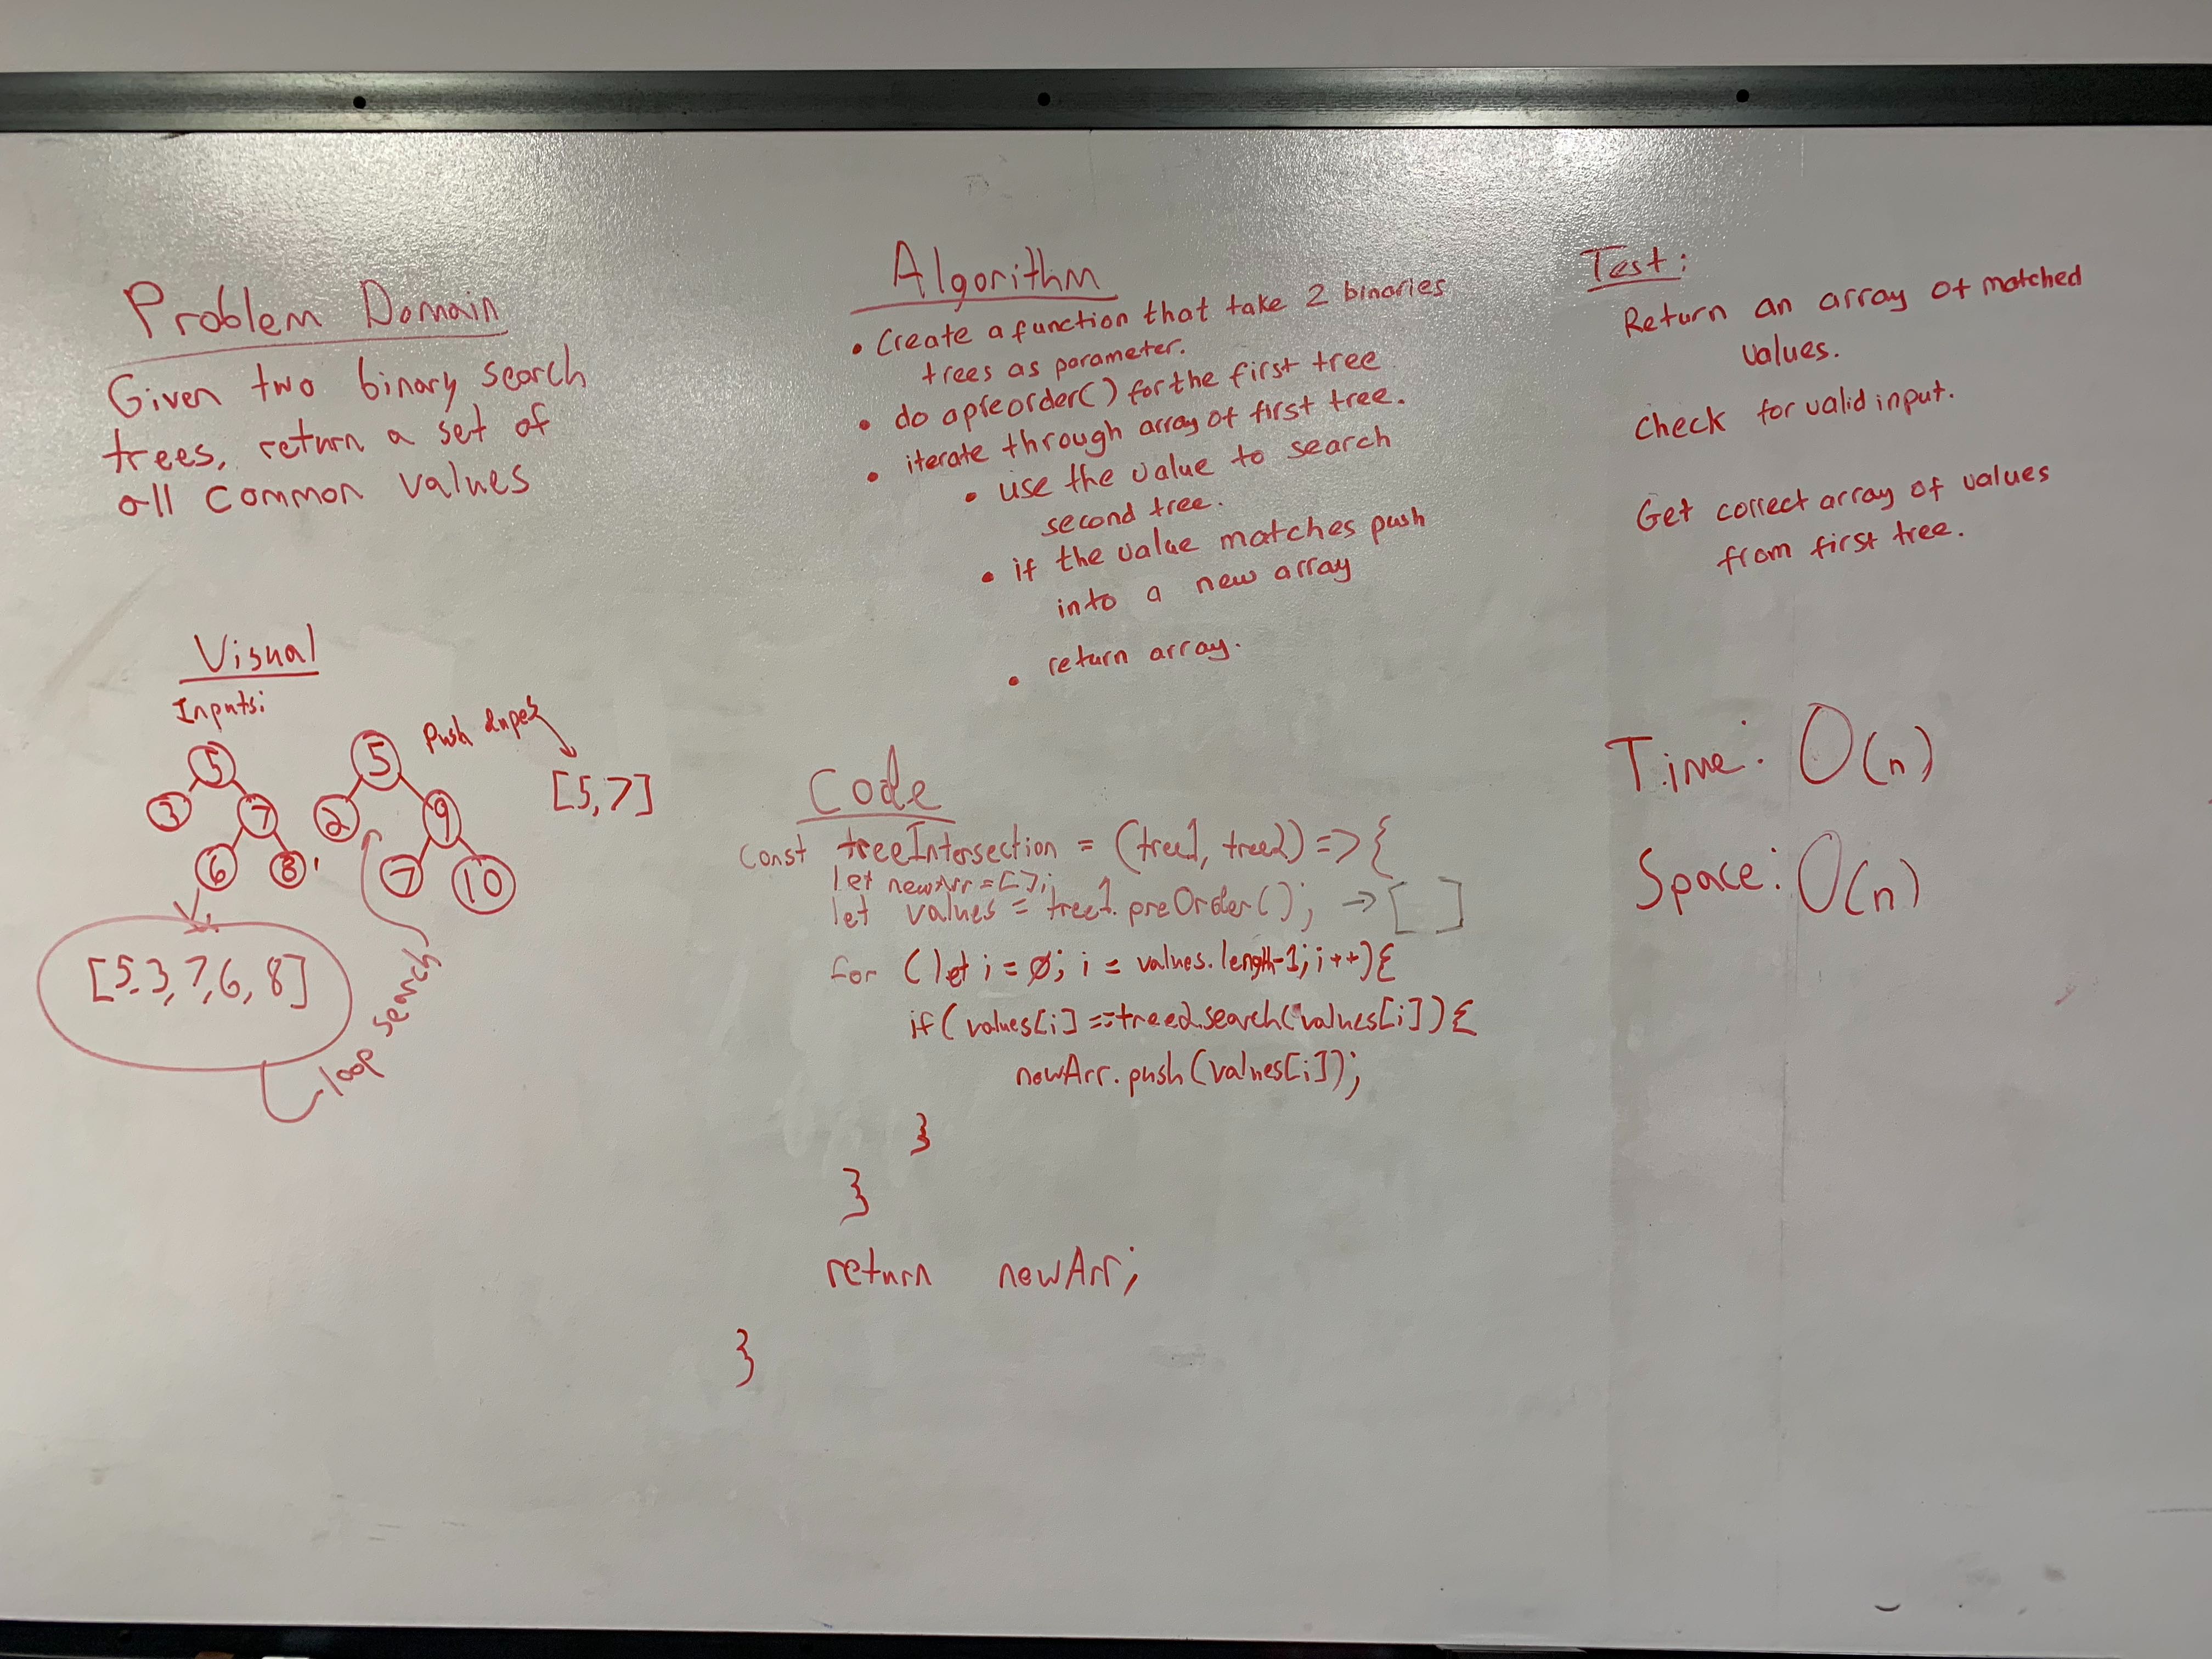 Problem Domain
Given two binary search
trees, return a set of
all common values
Visual
Inputs:
5
3
7
6
8
5
2
9
7
10
Push dupes
[5,7]
[5,3,7,6,8]
loop search
Algorithm
• Create a function that take 2 binaries
trees as parameter.
• do a preorder() for the first tree
• iterate through array of first tree.
• use the value to search
second tree.
• if the value matches push
into a new array
• return array.
Code
const treeIntersection = (tree1, tree2) => {
let newArr = [];
let values = tree1.preOrder(); → [ ]
for (let i = 0; i = values.length-1; i++){
if (values[i] === tree2.search(values[i]) {
newArr.push(values[i]);
}
}
return newArr;
}
Test:
Return an array of matched
values.
check for valid input.
Get correct array of values
from first tree.
Time: O(n)
Space: O(n)